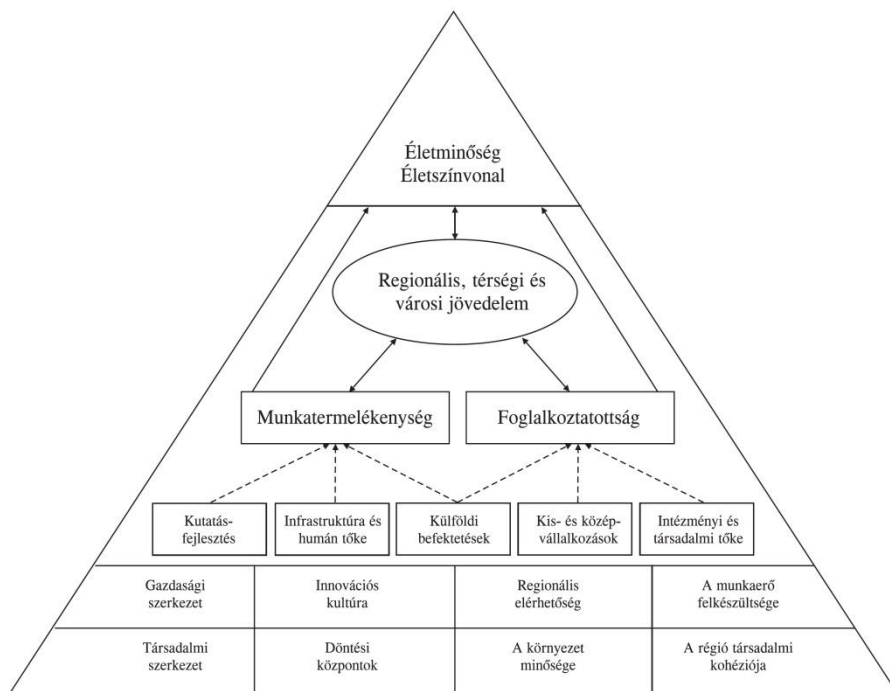 Életminőség
Életszínvonal
Regionális, térségi és
városi jövedelem
Munkatermelékenység
Foglalkoztatottság
Kutatás-
fejlesztés
Infrastruktúra és
humán tőke
Külföldi
befektetések
Kis- és közép-
vállalkozások
Intézményi és
társadalmi tőke
Gazdasági
szerkezet
Innovációs
kultúra
Regionális
elérhetőség
A munkaerő
felkészültsége
Társadalmi
szerkezet
Döntési
központok
A környezet
minősége
A régió társadalmi
kohéziója